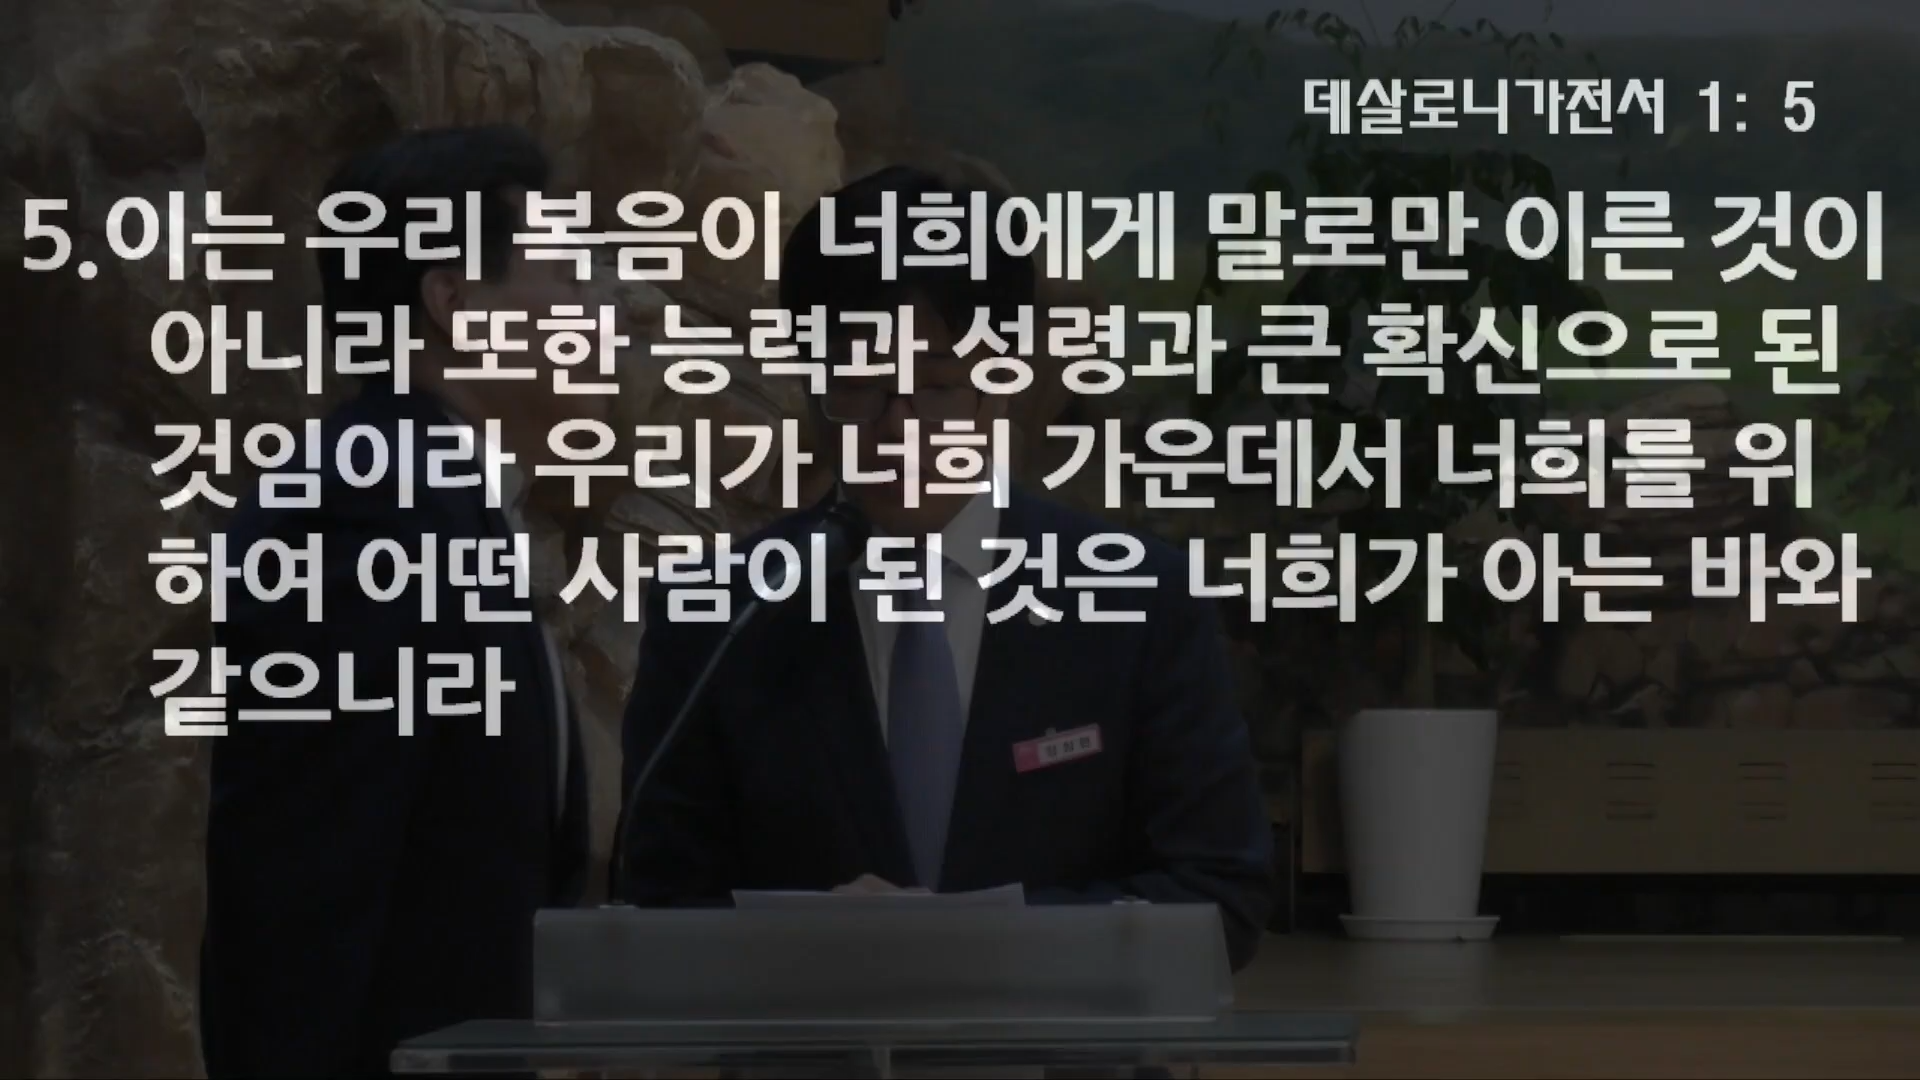 데살로니가전서 1: 5
5.이는 우리 복음이 너희에게 말로만 이른 것이
아니라 또한 능력과 성령과 큰 확신으로 된
것임이라 우리가 너희 가운데서 너희를 위
하여 어떤 사람이 된 것은 너희가 아는 바와
같으니라